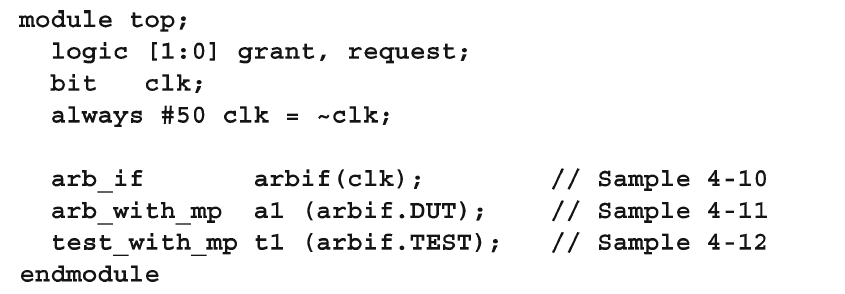 module top;
  logic [1:0] grant, request;
  bit   clk;
  always #50 clk = ~clk;

  arb_if       arbif(clk);        // Sample 4-10
  arb_with_mp  a1 (arbif.DUT);    // Sample 4-11
  test_with_mp t1 (arbif.TEST);   // Sample 4-12
endmodule